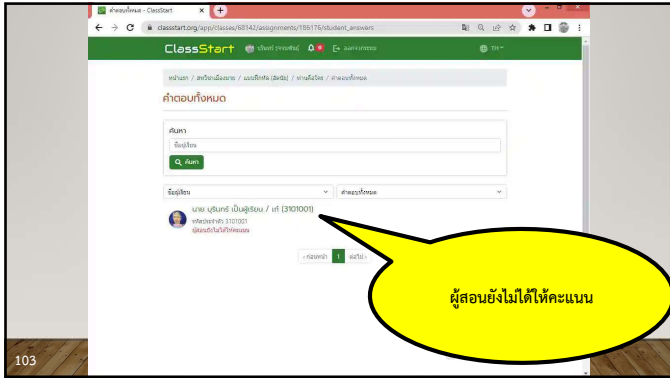 คำตอบทั้งหมด - ClassStart
classstart.org/app/classes/68142/assignments/186176/student_answers
ClassStart
TH
คำตอบทั้งหมด
ค้นหา
ชื่อผู้เรียน
ค้นหา
ชื่อผู้เรียน
คำตอบทั้งหมด
นาย บุรินทร์ เป็นผู้เรียน / เก๋ (3101001)
รหัสประจำตัว 3101001
ผู้สอนยังไม่ได้ให้คะแนน
‹ ก่อนหน้า 1 ต่อไป ›
ผู้สอนยังไม่ได้ให้คะแนน
103